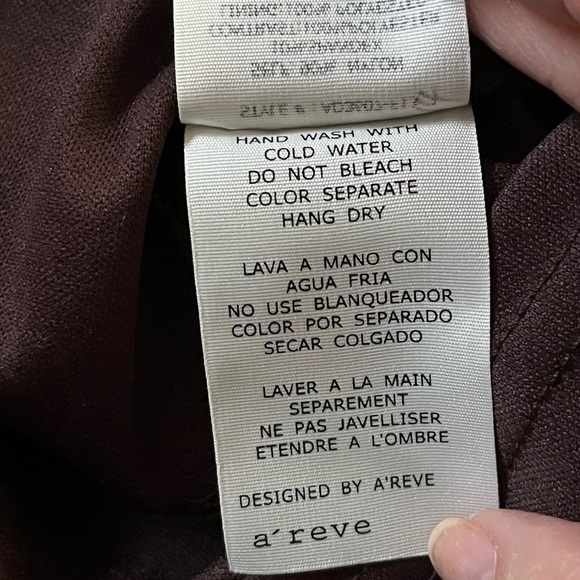 HAND WASH WITH
COLD WATER
DO NOT BLEACH
COLOR SEPARATE
HANG DRY
LAVA A MANO CON
AGUA FRIA
NO USE BLANQUEADOR
COLOR POR SEPARADO
SECAR COLGADO
LAVER A LA MAIN
SEPAREMENT
NE PAS JAVELLISER
ETENDRE A L'OMBRE
DESIGNED BY A'REVE
a´reve